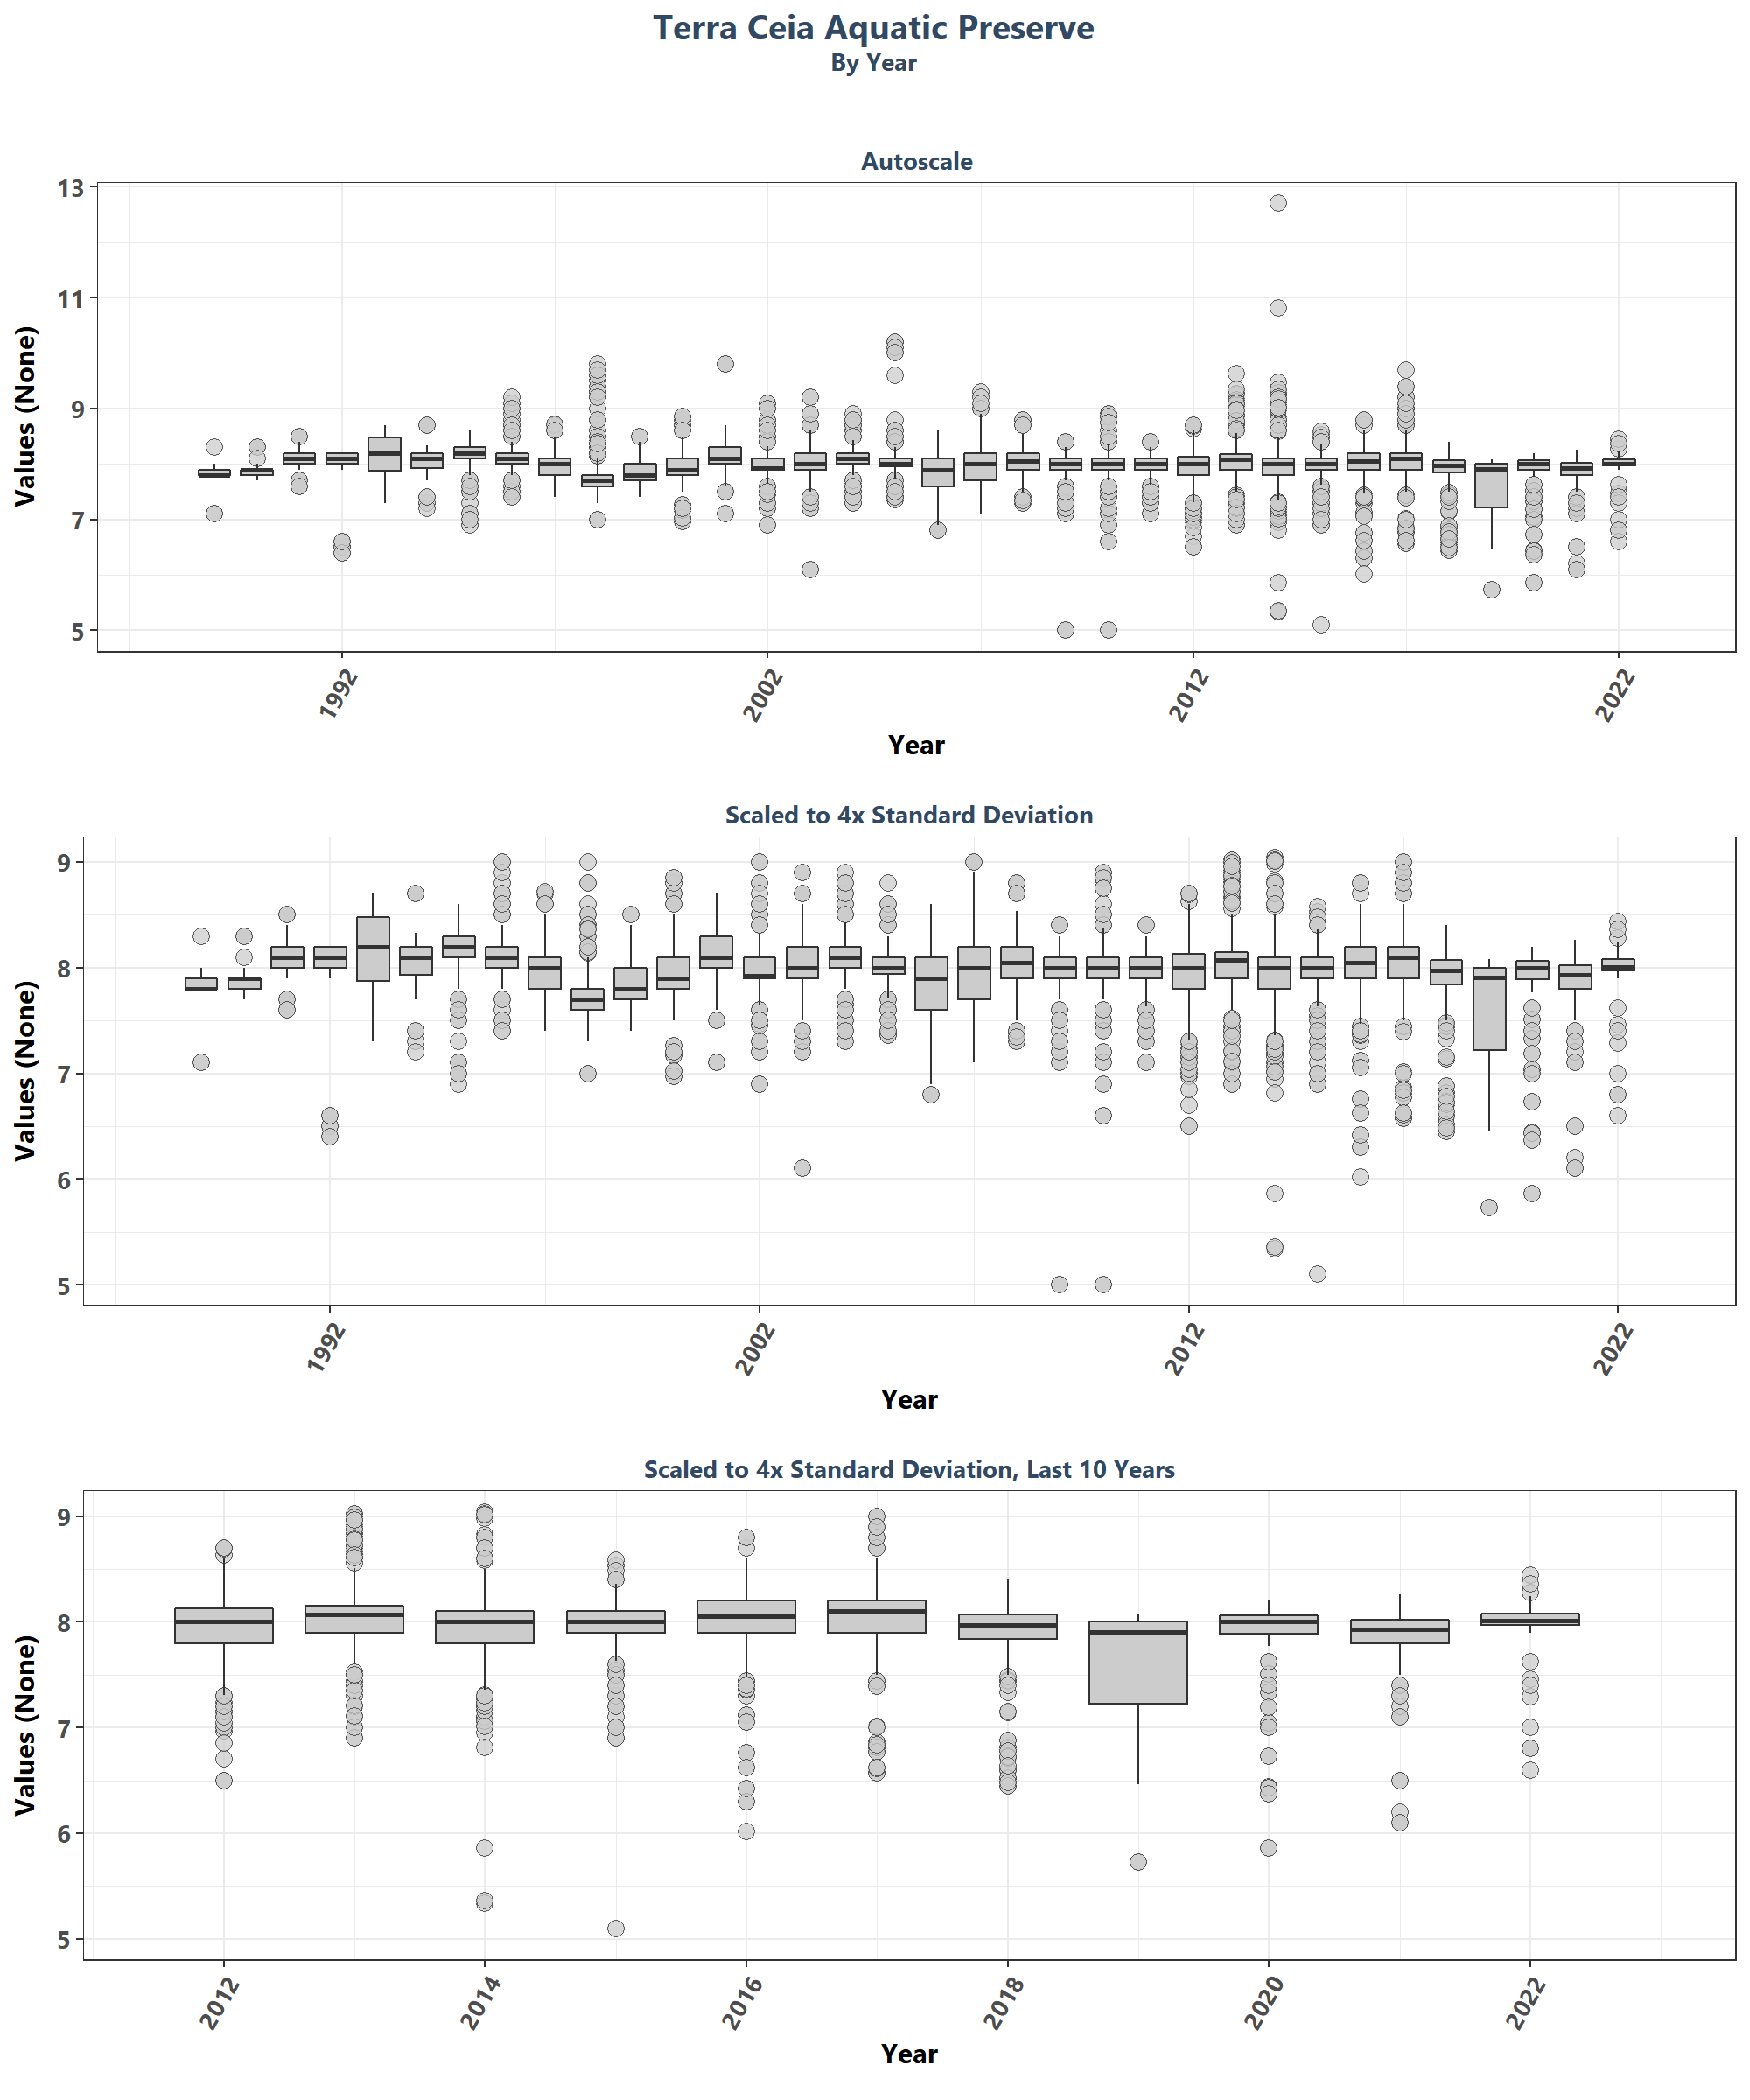 Terra Ceia Aquatic Preserve
By Year
Autoscale
Values (None)
13
11
9
7
5
1992
2002
2012
2022
Year
Scaled to 4x Standard Deviation
Values (None)
9
8
7
6
5
1992
2002
2012
2022
Year
Scaled to 4x Standard Deviation, Last 10 Years
Values (None)
9
8
7
6
5
2012
2014
2016
2018
2020
2022
Year